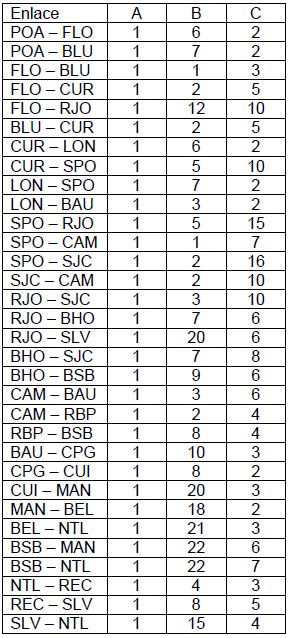 Enlace A B C
POA – FLO 1 6 2
POA – BLU 1 7 2
FLO – BLU 1 1 3
FLO – CUR 1 2 5
FLO – RJO 1 12 10
BLU – CUR 1 2 5
CUR – LON 1 6 2
CUR – SPO 1 5 10
LON – SPO 1 7 2
LON – BAU 1 3 2
SPO – RJO 1 5 15
SPO – CAM 1 1 7
SPO – SJC 1 2 16
SJC – CAM 1 2 10
RJO – SJC 1 3 10
RJO – BHO 1 7 6
RJO – SLV 1 20 6
BHO – SJC 1 7 8
BHO – BSB 1 9 6
CAM – BAU 1 3 6
CAM – RBP 1 2 4
RBP – BSB 1 8 4
BAU – CPG 1 10 3
CPG – CUI 1 8 2
CUI – MAN 1 20 3
MAN – BEL 1 18 2
BEL – NTL 1 21 3
BSB – MAN 1 22 6
BSB – NTL 1 22 7
NTL – REC 1 4 3
REC – SLV 1 8 5
SLV – NTL 1 15 4